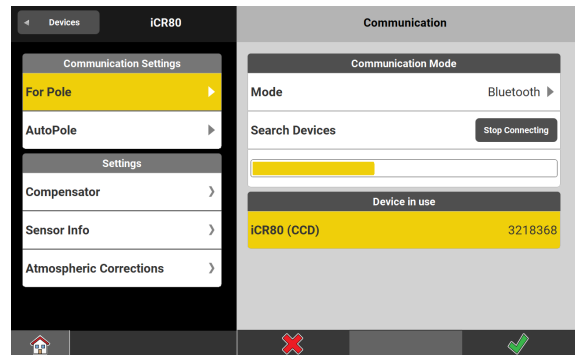 Devices
iCR80
Communication Settings
For Pole
AutoPole
Settings
Compensator
Sensor Info
Atmospheric Corrections
Communication
Communication Mode
Mode
Bluetooth
Search Devices
Stop Connecting
Device in use
iCR80 (CCD)
3218368